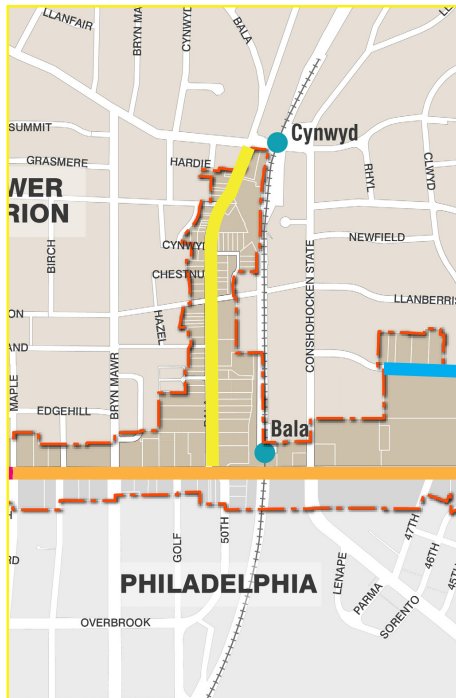 LLANFAIR
BRYN MAWR
CYNWYD
BALA
SUMMIT
Cynwyd
GRASMERE
HARDIE
RHYL
CLWYD
WER
RION
CYNWYD
NEWFIELD
BIRCH
CHESTNUT
CONSHOHOCKEN STATE
LLANBERRIS
ON
HAZEL
AND
MAPLE
BRYN MAWR
EDGEHILL
Bala
47TH
46TH
45TH
GOLF
50TH
RD
LENAPE
PARMA
SORENTO
PHILADELPHIA
OVERBROOK